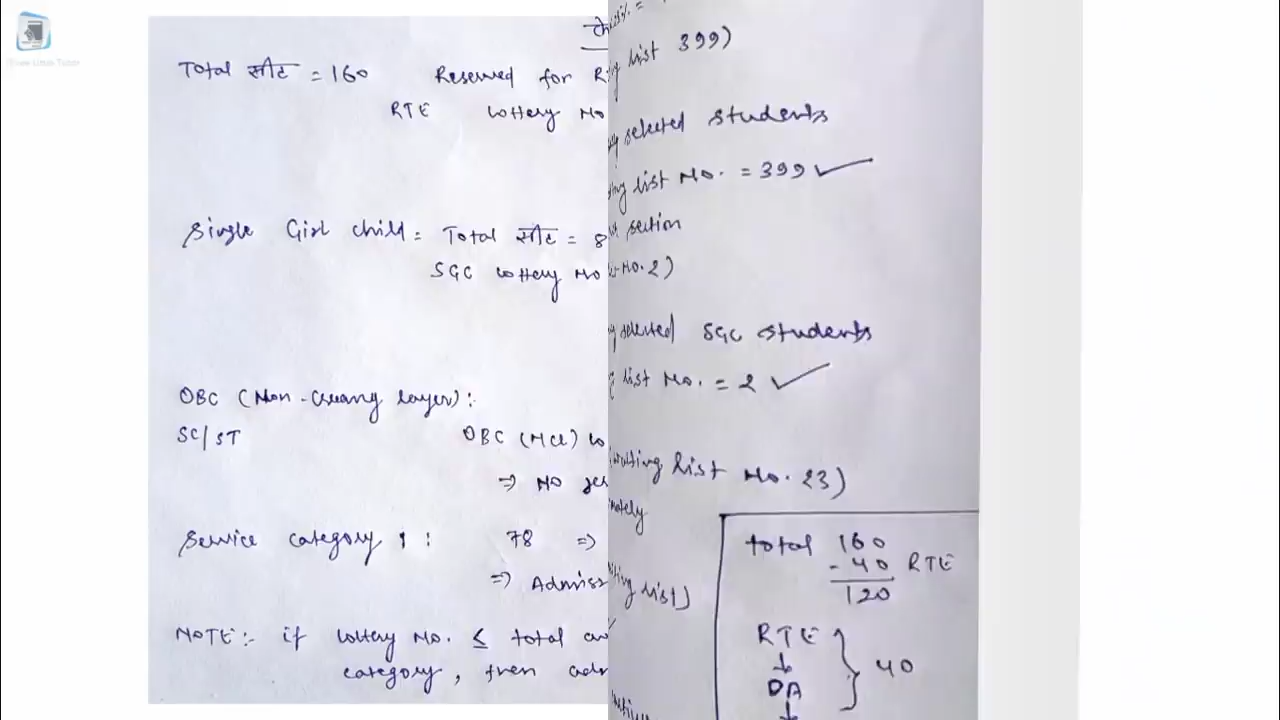 Total सीट = 160 Reserved for R
RTE Lottery No
Single Girl child = Total सीट = 8
SGC Lottery No
OBC (Non-Creamy layer):
SC/ST OBC (NCL) Lo
⇒ No
Service category 1 : 78 ⇒
⇒ Admiss
NOTE:- if Lottery No. ≤ total
category, then
list 399)
selected students
list No. = 399 ✓
section
No. 2)
selected SGC students
list No. = 2 ✓
waiting list No. 23)
list)
total 160
- 40 RTE
120
RTE
↓
DA
↓
} 40